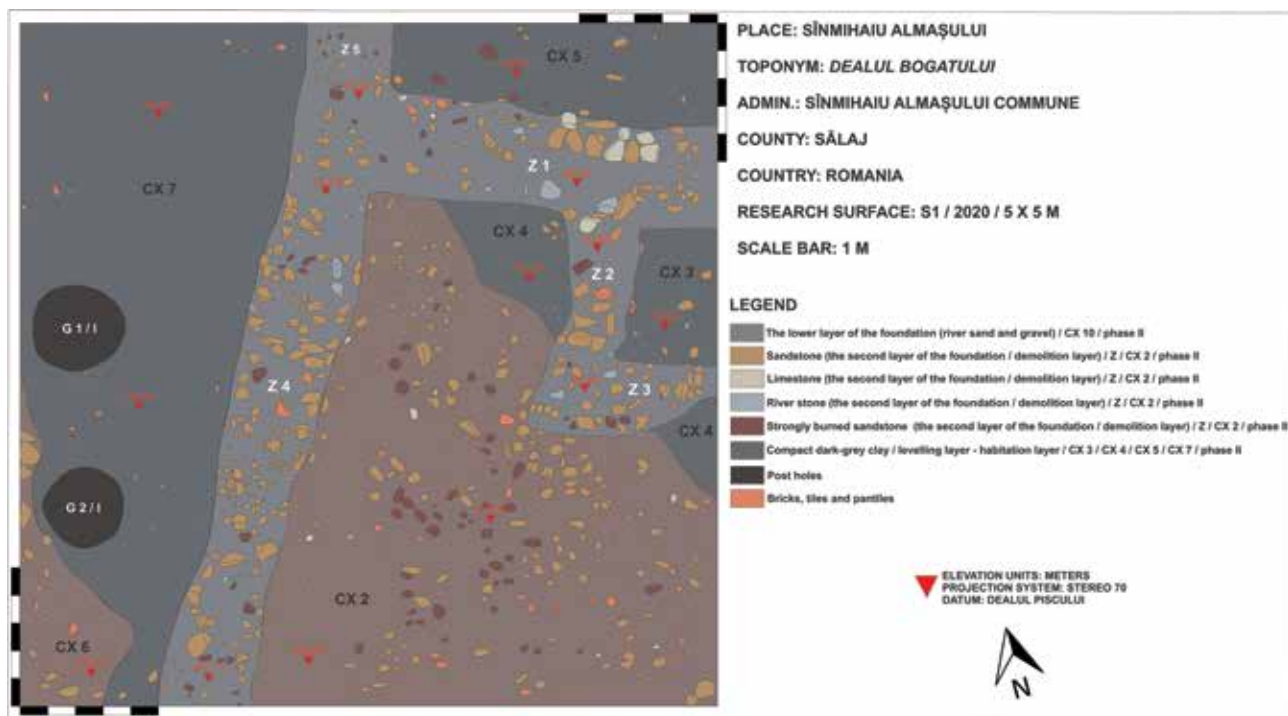 Z 5
CX 5
Z 1
CX 7
CX 4
Z 2
CX 3
G 1 / I
Z 4
Z 3
CX 4
G 2 / I
CX 2
CX 6
PLACE: SÎNMIHAIU ALMAȘULUI
TOPONYM: DEALUL BOGATULUI
ADMIN.: SÎNMIHAIU ALMAȘULUI COMMUNE
COUNTY: SĂLAJ
COUNTRY: ROMANIA
RESEARCH SURFACE: S1 / 2020 / 5 X 5 M
SCALE BAR: 1 M
LEGEND
The lower layer of the foundation (river sand and gravel) / CX 10 / phase II
Sandstone (the second layer of the foundation / demolition layer) / Z / CX 2 / phase II
Limestone (the second layer of the foundation / demolition layer) / Z / CX 2 / phase II
River stone (the second layer of the foundation / demolition layer) / Z / CX 2 / phase II
Strongly burned sandstone (the second layer of the foundation / demolition layer) / Z / CX 2 / phase II
Compact dark-grey clay / levelling layer - habitation layer / CX 3 / CX 4 / CX 5 / CX 7 / phase II
Post holes
Bricks, tiles and pantiles
ELEVATION UNITS: METERS
PROJECTION SYSTEM: STEREO 70
DATUM: DEALUL PISCULUI
N